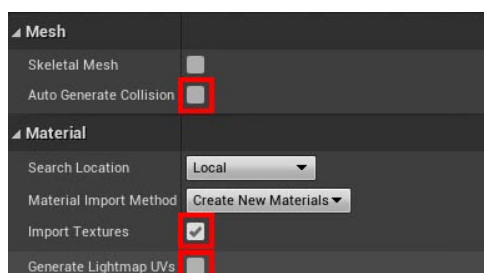 Mesh
Skeletal Mesh
Auto Generate Collision
Material
Search Location Local
Material Import Method Create New Materials
Import Textures
Generate Lightmap UVs